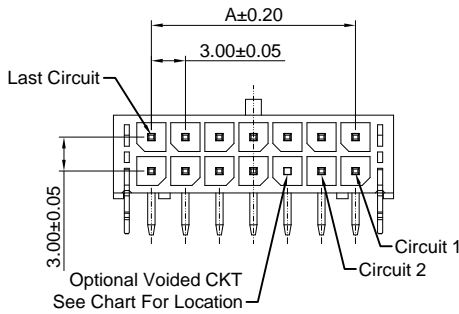 A±0.20
3.00±0.05
Last Circuit
3.00±0.05
Circuit 1
Circuit 2
Optional Voided CKT
See Chart For Location